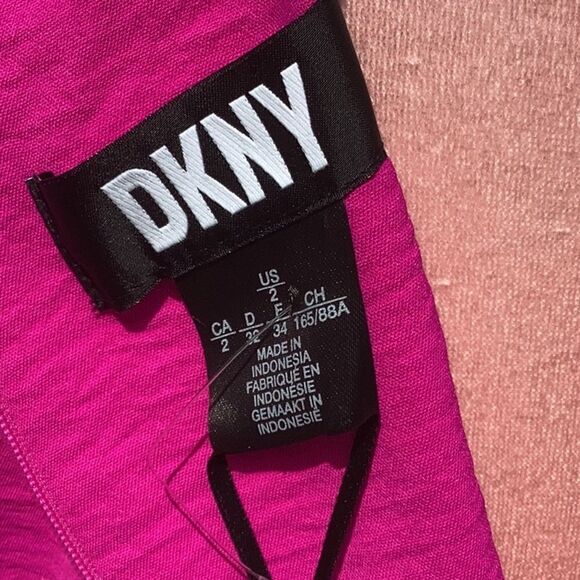 DKNY
US
2
CA D F CH
2 32 34 165/88A
MADE IN
INDONESIA
FABRIQUÉ EN
INDONÉSIE
GEMAAKT IN
INDONESIË